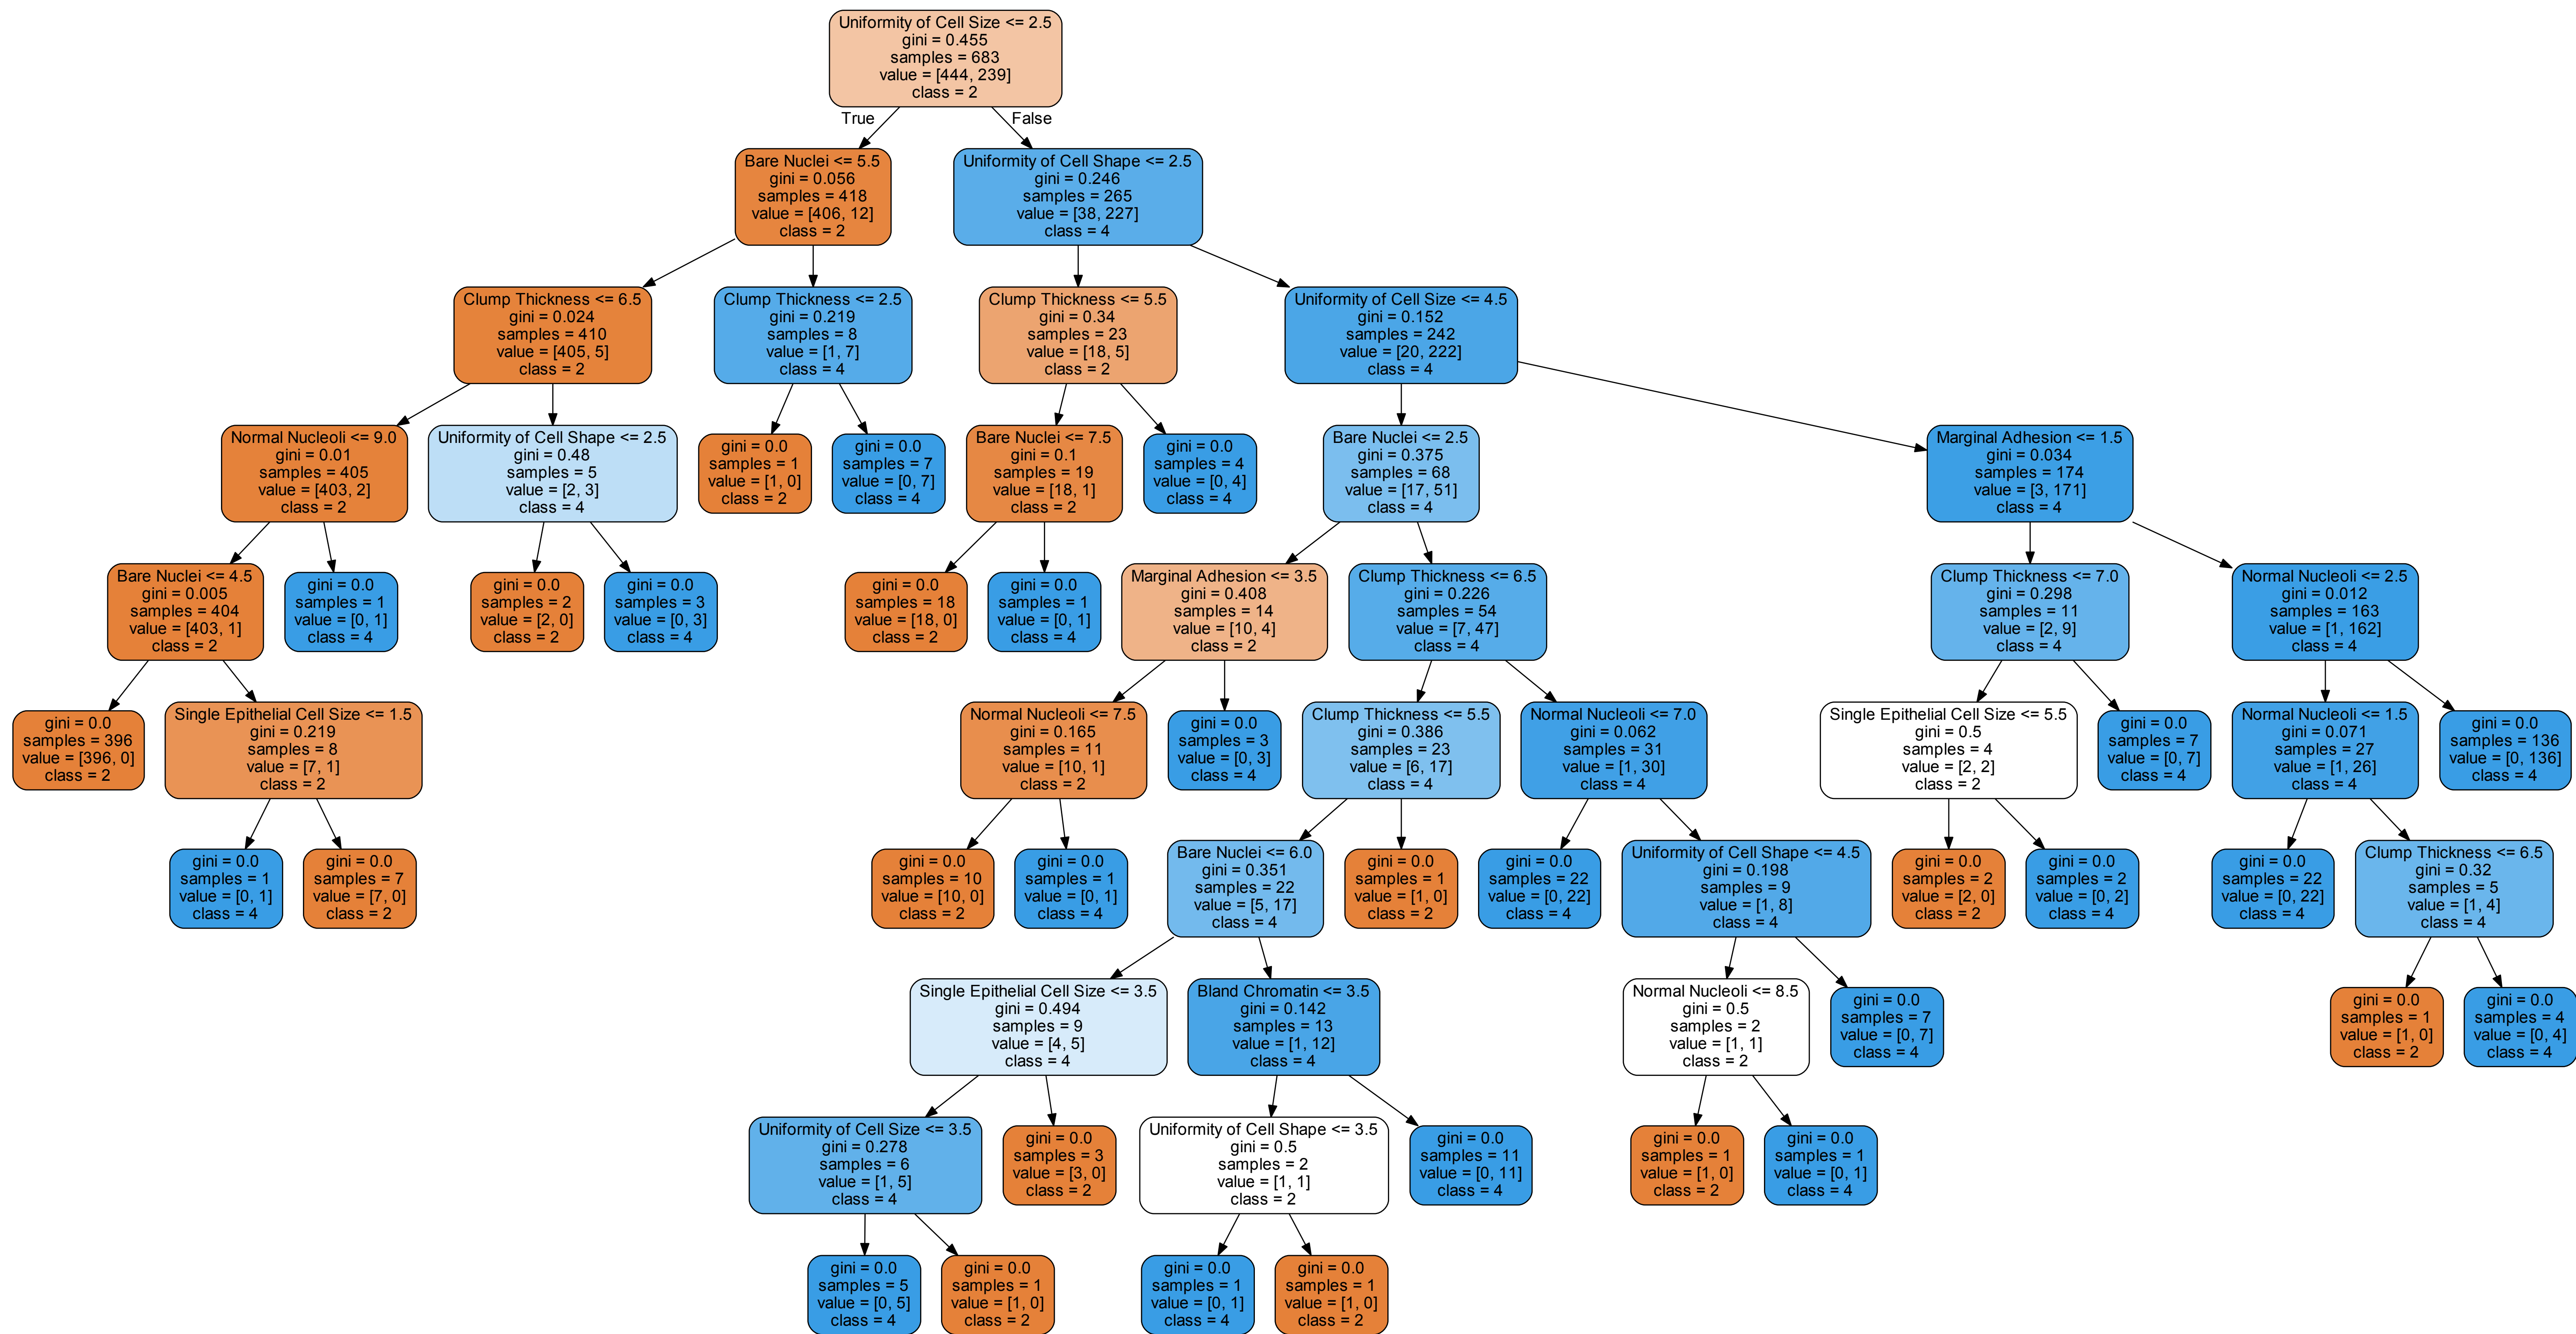 Uniformity of Cell Size <= 2.5
gini = 0.455
samples = 683
value = [444, 239]
class = 2
True
False
Bare Nuclei <= 5.5
gini = 0.056
samples = 418
value = [406, 12]
class = 2
Uniformity of Cell Shape <= 2.5
gini = 0.246
samples = 265
value = [38, 227]
class = 4
Clump Thickness <= 6.5
gini = 0.024
samples = 410
value = [405, 5]
class = 2
Clump Thickness <= 2.5
gini = 0.219
samples = 8
value = [1, 7]
class = 4
Clump Thickness <= 5.5
gini = 0.34
samples = 23
value = [18, 5]
class = 2
Uniformity of Cell Size <= 4.5
gini = 0.152
samples = 242
value = [20, 222]
class = 4
Normal Nucleoli <= 9.0
gini = 0.01
samples = 405
value = [403, 2]
class = 2
Uniformity of Cell Shape <= 2.5
gini = 0.48
samples = 5
value = [2, 3]
class = 4
gini = 0.0
samples = 1
value = [1, 0]
class = 2
gini = 0.0
samples = 7
value = [0, 7]
class = 4
Bare Nuclei <= 7.5
gini = 0.1
samples = 19
value = [18, 1]
class = 2
gini = 0.0
samples = 4
value = [0, 4]
class = 4
Bare Nuclei <= 2.5
gini = 0.375
samples = 68
value = [17, 51]
class = 4
Marginal Adhesion <= 1.5
gini = 0.034
samples = 174
value = [3, 171]
class = 4
Bare Nuclei <= 4.5
gini = 0.005
samples = 404
value = [403, 1]
class = 2
gini = 0.0
samples = 1
value = [0, 1]
class = 4
gini = 0.0
samples = 2
value = [2, 0]
class = 2
gini = 0.0
samples = 3
value = [0, 3]
class = 4
gini = 0.0
samples = 18
value = [18, 0]
class = 2
gini = 0.0
samples = 1
value = [0, 1]
class = 4
Marginal Adhesion <= 3.5
gini = 0.408
samples = 14
value = [10, 4]
class = 2
Clump Thickness <= 6.5
gini = 0.226
samples = 54
value = [7, 47]
class = 4
Clump Thickness <= 7.0
gini = 0.298
samples = 11
value = [2, 9]
class = 4
Normal Nucleoli <= 2.5
gini = 0.012
samples = 163
value = [1, 162]
class = 4
gini = 0.0
samples = 396
value = [396, 0]
class = 2
Single Epithelial Cell Size <= 1.5
gini = 0.219
samples = 8
value = [7, 1]
class = 2
Normal Nucleoli <= 7.5
gini = 0.165
samples = 11
value = [10, 1]
class = 2
gini = 0.0
samples = 3
value = [0, 3]
class = 4
Clump Thickness <= 5.5
gini = 0.386
samples = 23
value = [6, 17]
class = 4
Normal Nucleoli <= 7.0
gini = 0.062
samples = 31
value = [1, 30]
class = 4
Single Epithelial Cell Size <= 5.5
gini = 0.5
samples = 4
value = [2, 2]
class = 2
gini = 0.0
samples = 7
value = [0, 7]
class = 4
Normal Nucleoli <= 1.5
gini = 0.071
samples = 27
value = [1, 26]
class = 4
gini = 0.0
samples = 136
value = [0, 136]
class = 4
gini = 0.0
samples = 1
value = [0, 1]
class = 4
gini = 0.0
samples = 7
value = [7, 0]
class = 2
gini = 0.0
samples = 10
value = [10, 0]
class = 2
gini = 0.0
samples = 1
value = [0, 1]
class = 4
Bare Nuclei <= 6.0
gini = 0.351
samples = 22
value = [5, 17]
class = 4
gini = 0.0
samples = 1
value = [1, 0]
class = 2
gini = 0.0
samples = 22
value = [0, 22]
class = 4
Uniformity of Cell Shape <= 4.5
gini = 0.198
samples = 9
value = [1, 8]
class = 4
gini = 0.0
samples = 2
value = [2, 0]
class = 2
gini = 0.0
samples = 2
value = [0, 2]
class = 4
gini = 0.0
samples = 22
value = [0, 22]
class = 4
Clump Thickness <= 6.5
gini = 0.32
samples = 5
value = [1, 4]
class = 4
Single Epithelial Cell Size <= 3.5
gini = 0.494
samples = 9
value = [4, 5]
class = 4
Bland Chromatin <= 3.5
gini = 0.142
samples = 13
value = [1, 12]
class = 4
Normal Nucleoli <= 8.5
gini = 0.5
samples = 2
value = [1, 1]
class = 2
gini = 0.0
samples = 7
value = [0, 7]
class = 4
gini = 0.0
samples = 1
value = [1, 0]
class = 2
gini = 0.0
samples = 4
value = [0, 4]
class = 4
Uniformity of Cell Size <= 3.5
gini = 0.278
samples = 6
value = [1, 5]
class = 4
gini = 0.0
samples = 3
value = [3, 0]
class = 2
Uniformity of Cell Shape <= 3.5
gini = 0.5
samples = 2
value = [1, 1]
class = 2
gini = 0.0
samples = 11
value = [0, 11]
class = 4
gini = 0.0
samples = 1
value = [1, 0]
class = 2
gini = 0.0
samples = 1
value = [0, 1]
class = 4
gini = 0.0
samples = 5
value = [0, 5]
class = 4
gini = 0.0
samples = 1
value = [1, 0]
class = 2
gini = 0.0
samples = 1
value = [0, 1]
class = 4
gini = 0.0
samples = 1
value = [1, 0]
class = 2